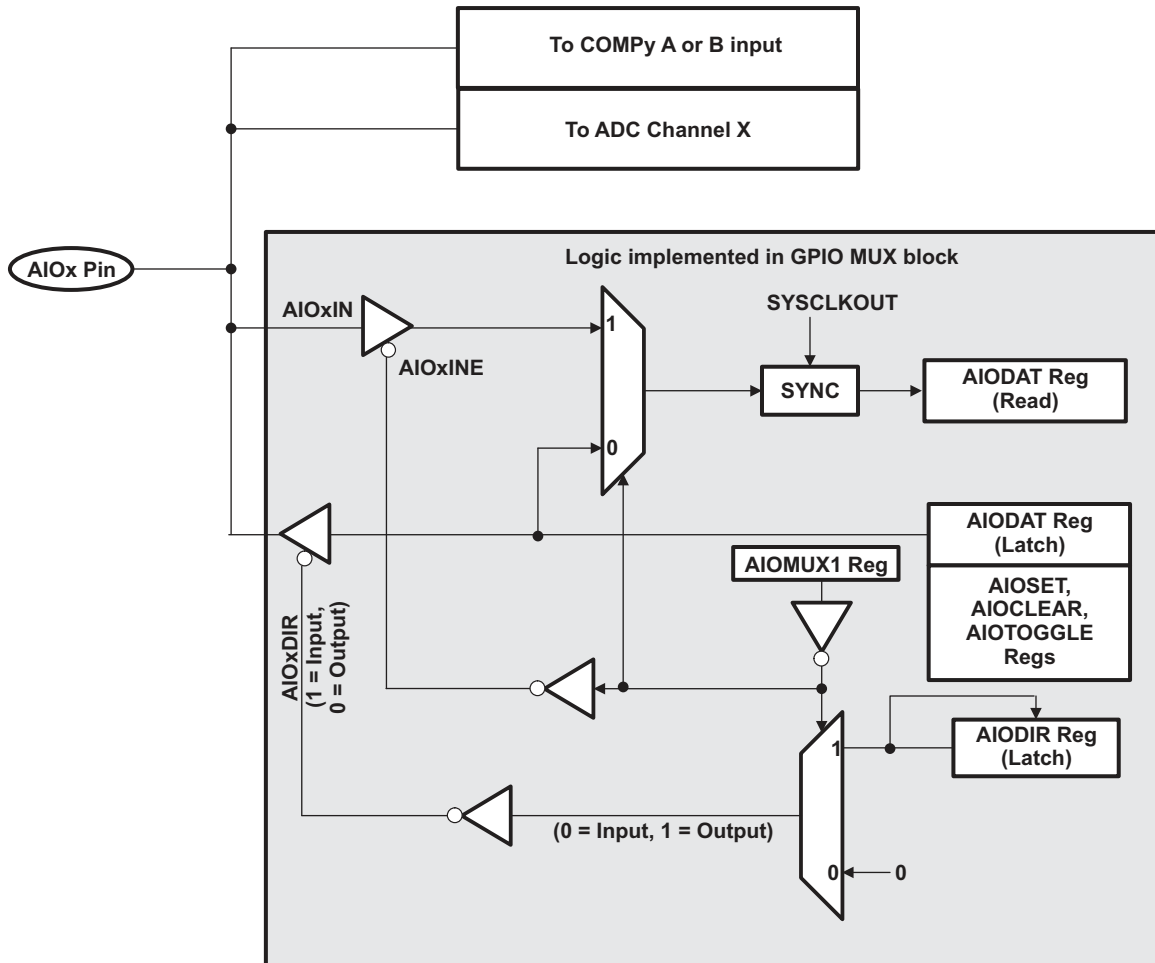 To COMPy A or B input
To ADC Channel X
AIOx Pin
Logic implemented in GPIO MUX block
AIOxIN
AIOxINE
1
0
SYSCLKOUT
SYNC
AIODAT Reg
(Read)
AIODAT Reg
(Latch)
AIOSET,
AIOCLEAR,
AIOTOGGLE
Regs
AIOMUX1 Reg
AIOxDIR
(1 = Input,
0 = Output)
1
AIODIR Reg
(Latch)
(0 = Input, 1 = Output)
0
0